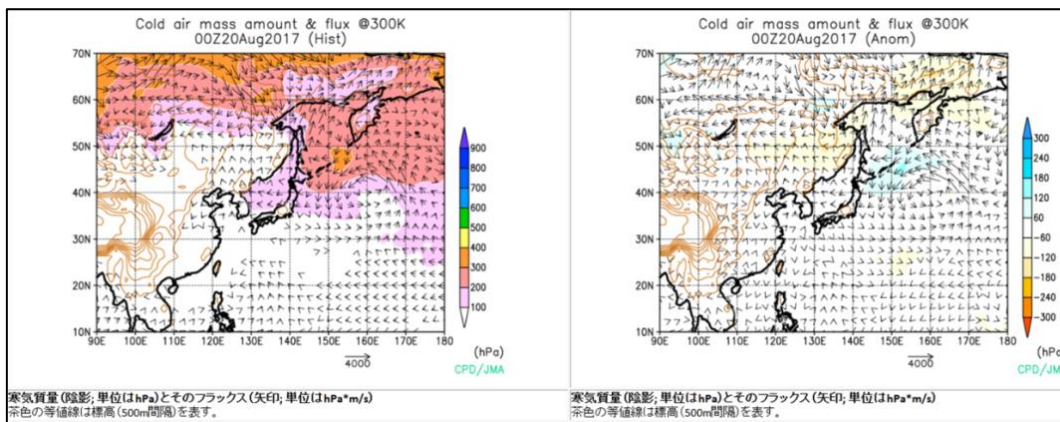 Cold air mass amount & flux @300K
00Z20Aug2017 (Hist)
70N
60N
50N
40N
30N
20N
10N
90E 100E 110E 120E 130E 140E 150E 160E 170E 180
900
800
700
600
500
400
300
200
100
(hPa)
4000
CPD/JMA
寒気質量(陰影; 単位はhPa)とそのフラックス(矢印; 単位はhPa*m/s)
茶色の等値線は標高(500m間隔)を表す。
Cold air mass amount & flux @300K
00Z20Aug2017 (Anom)
70N
60N
50N
40N
30N
20N
10N
90E 100E 110E 120E 130E 140E 150E 160E 170E 180
300
240
180
120
60
-60
-120
-180
-240
-300
(hPa)
4000
CPD/JMA
寒気質量(陰影; 単位はhPa)とそのフラックス(矢印; 単位はhPa*m/s)
茶色の等値線は標高(500m間隔)を表す。